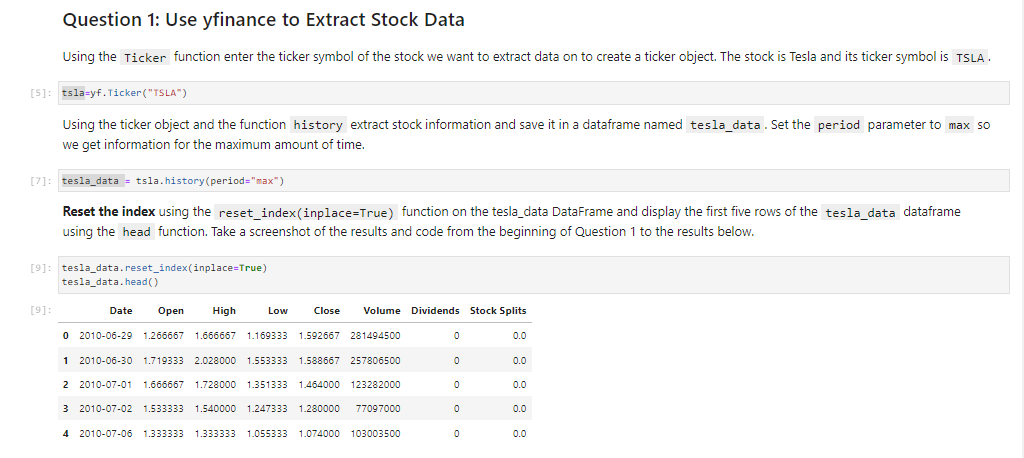 Question 1: Use yfinance to Extract Stock Data
Using the Ticker function enter the ticker symbol of the stock we want to extract data on to create a ticker object. The stock is Tesla and its ticker symbol is TSLA .
[5]: tsla=yf.Ticker("TSLA")
Using the ticker object and the function history extract stock information and save it in a dataframe named tesla_data . Set the period parameter to max so
we get information for the maximum amount of time.
[7]: tesla_data = tsla.history(period="max")
Reset the index using the reset_index(inplace=True) function on the tesla_data DataFrame and display the first five rows of the tesla_data dataframe
using the head function. Take a screenshot of the results and code from the beginning of Question 1 to the results below.
[9]: tesla_data.reset_index(inplace=True)
tesla_data.head()
[9]: Date Open High Low Close Volume Dividends Stock Splits
0 2010-06-29 1.266667 1.666667 1.169333 1.592667 281494500 0 0.0
1 2010-06-30 1.719333 2.028000 1.553333 1.588667 257806500 0 0.0
2 2010-07-01 1.666667 1.728000 1.351333 1.464000 123282000 0 0.0
3 2010-07-02 1.533333 1.540000 1.247333 1.280000 77097000 0 0.0
4 2010-07-06 1.333333 1.333333 1.055333 1.074000 103003500 0 0.0